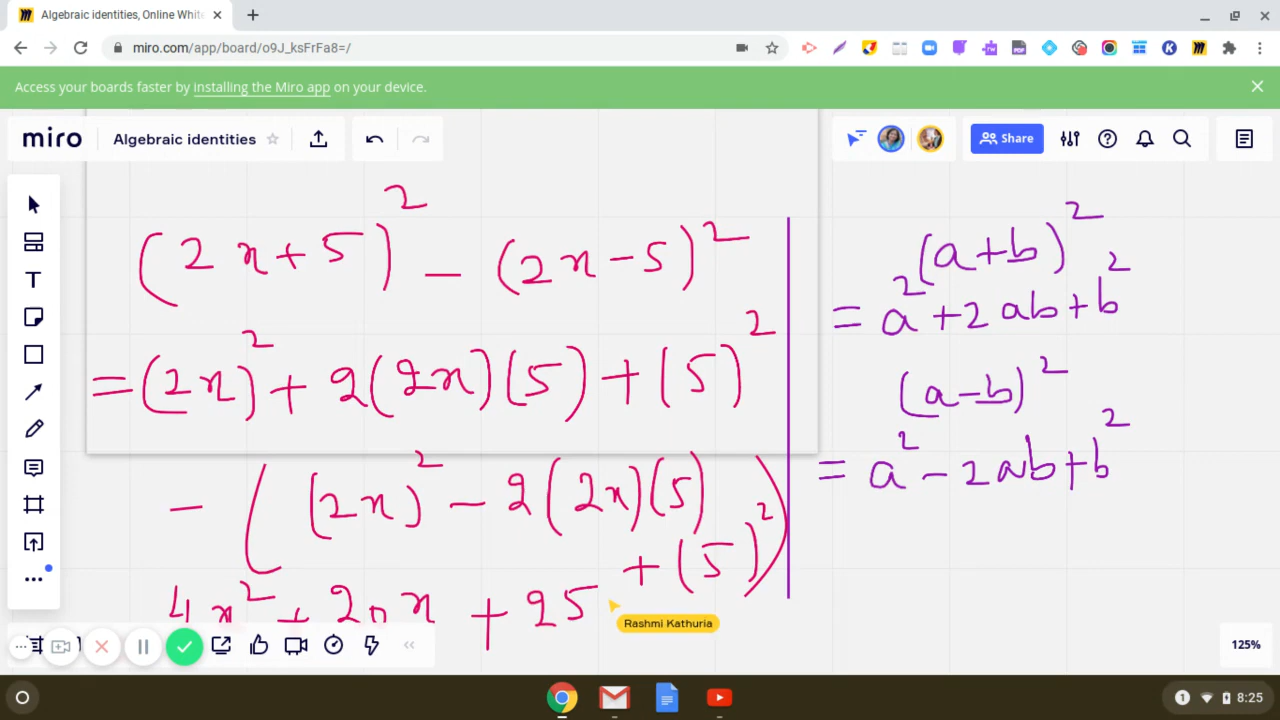 Algebraic identities, Online White
miro.com/app/board/o9J_ksFrFa8=/
Access your boards faster by installing the Miro app on your device.
miro
Algebraic identities
Share
(2x+5)² - (2x-5)²
=(2x)² + 2(2x)(5) + (5)²
- ((2x)² - 2(2x)(5)
+ (5)²)
4x² + 20x + 25
(a+b)²
= a² + 2ab + b²
(a-b)²
= a² - 2ab + b²
Rashmi Kathuria
125%
1
8:25